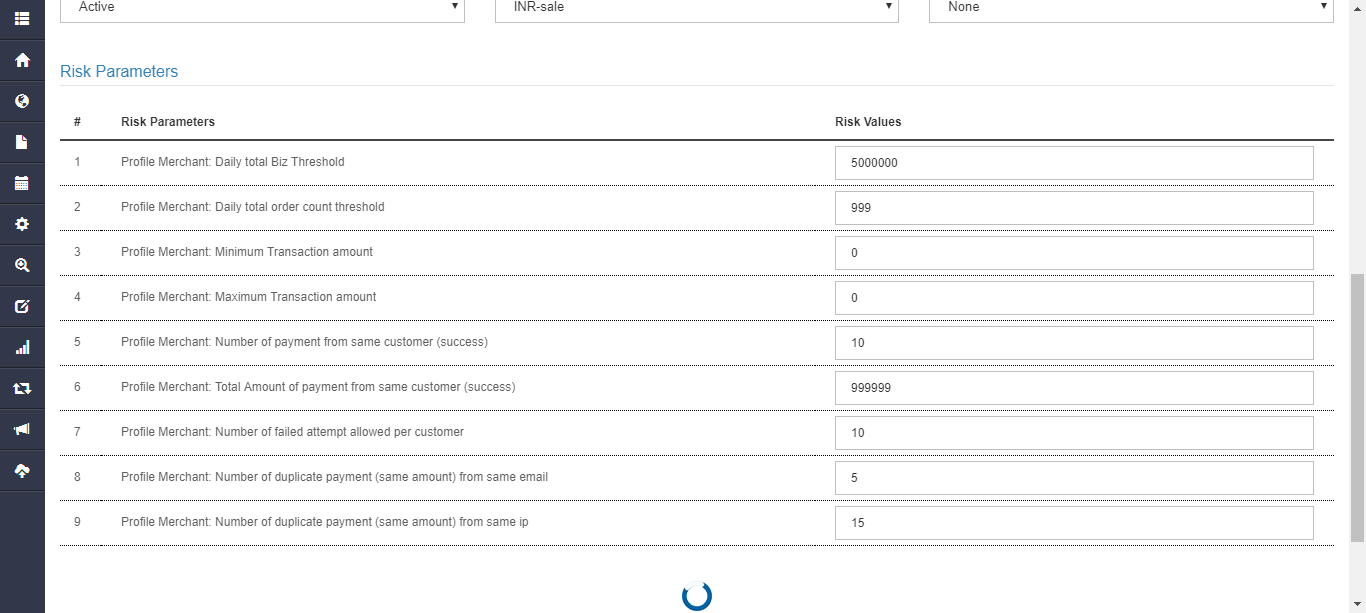 Active INR-sale None
Risk Parameters
# Risk Parameters Risk Values
1 Profile Merchant: Daily total Biz Threshold 5000000
2 Profile Merchant: Daily total order count threshold 999
3 Profile Merchant: Minimum Transaction amount 0
4 Profile Merchant: Maximum Transaction amount 0
5 Profile Merchant: Number of payment from same customer (success) 10
6 Profile Merchant: Total Amount of payment from same customer (success) 999999
7 Profile Merchant: Number of failed attempt allowed per customer 10
8 Profile Merchant: Number of duplicate payment (same amount) from same email 5
9 Profile Merchant: Number of duplicate payment (same amount) from same ip 15